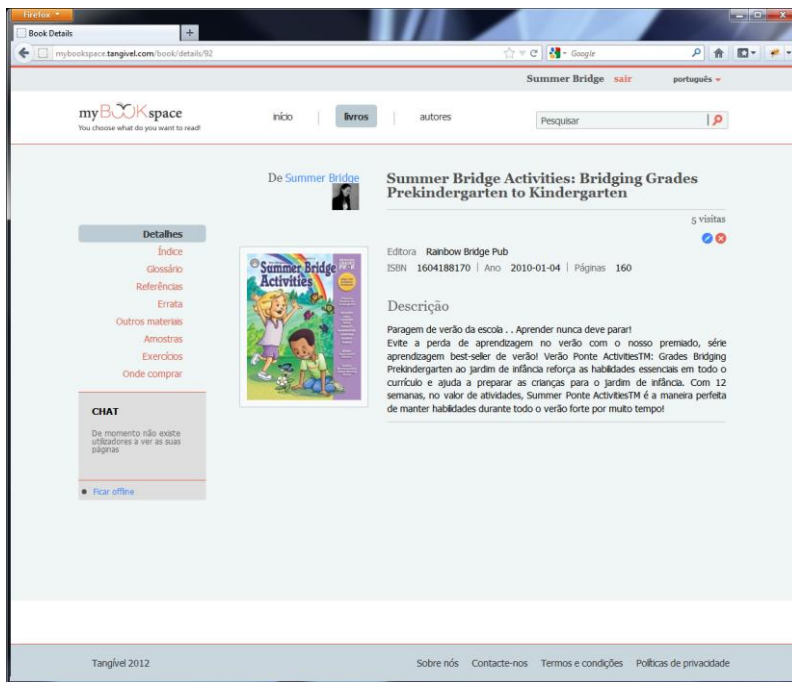 Firefox
Book Details
mybookspace.tangivel.com/book/details/92
Google
Summer Bridge sair português
myBOOKspace
You choose what do you want to read!
início | livros | autores
Pesquisar
De Summer Bridge
Summer Bridge Activities: Bridging Grades
Prekindergarten to Kindergarten
5 visitas
Detalhes
Índice
Glossário
Referências
Errata
Outros materiais
Amostras
Exercícios
Onde comprar
CHAT
De momento não existe
utilizadores a ver as suas
páginas
Ficar offline
Summer Bridge
Activities
Editora Rainbow Bridge Pub
ISBN 1604188170 | Ano 2010-01-04 | Páginas 160
Descrição
Paragem de verão da escola . . Aprender nunca deve parar!
Evite a perda de aprendizagem no verão com o nosso premiado, série
aprendizagem best-seller de verão! Verão Ponte ActivitiesTM: Grades Bridging
Prekindergarten ao jardim de infância reforça as habilidades essenciais em todo o
currículo e ajuda a preparar as crianças para o jardim de infância. Com 12
semanas, no valor de atividades, Summer Ponte ActivitiesTM é a maneira perfeita
de manter habilidades durante todo o verão forte por muito tempo!
Tangível 2012
Sobre nós Contacte-nos Termos e condições Políticas de privacidade